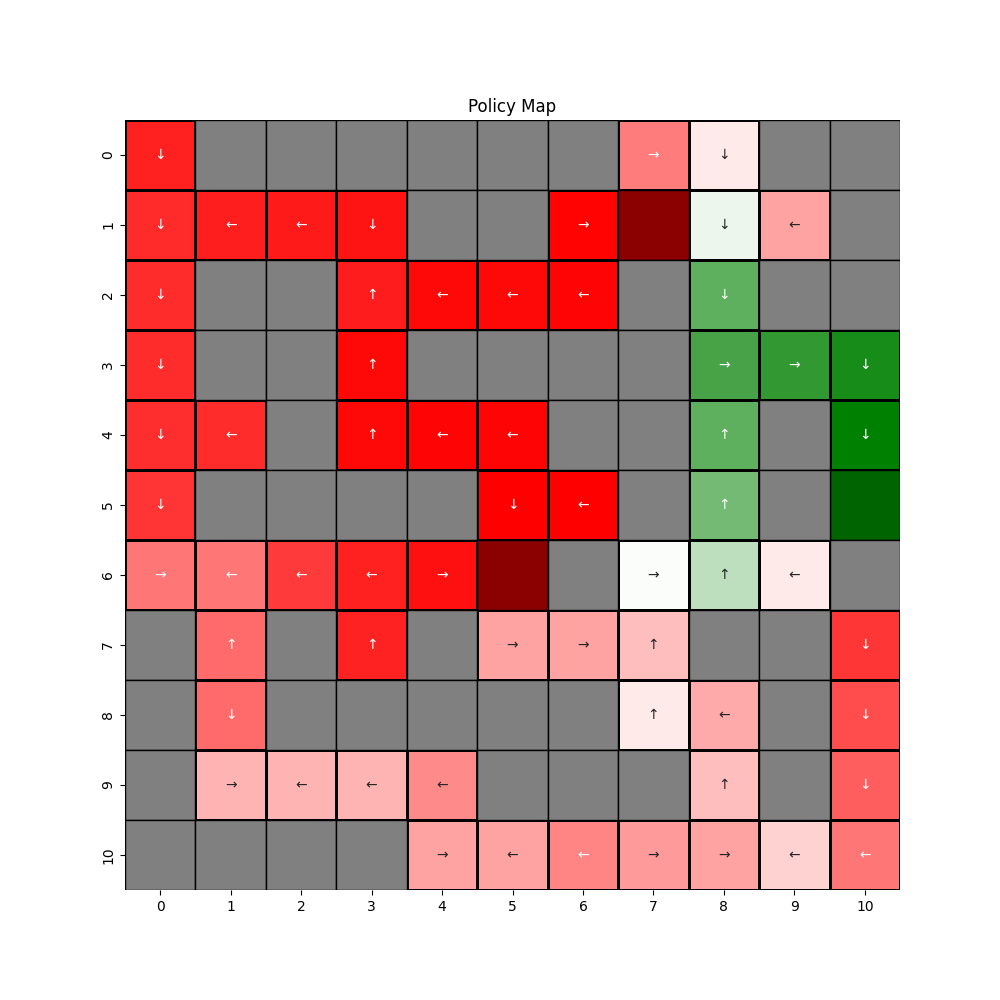 Policy Map
0 ↓ → ↓
1 ↓ ← ← ↓ → ↓ ←
2 ↓ ↑ ← ← ← ↓
3 ↓ ↑ → → ↓
4 ↓ ← ↑ ← ← ↑ ↓
5 ↓ ↓ ← ↑
6 → ← ← ← → → ↑ ←
7 ↑ ↑ → → ↑ ↓
8 ↓ ↑ ← ↓
9 → ← ← ← ↑ ↓
10 → ← ← → → ← ←
0 1 2 3 4 5 6 7 8 9 10